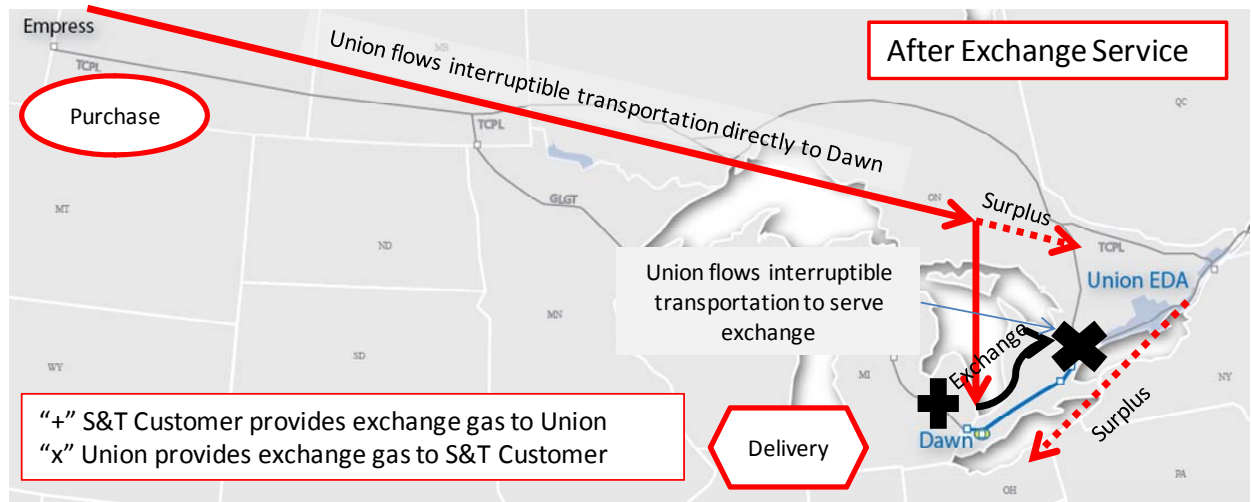 Empress
After Exchange Service
MB
TCPL
Union flows interruptible transportation directly to Dawn
Purchase
QC
TCPL
GLGT
ON
Surplus
MT
ND
TCPL
Union EDA
Union flows interruptible
transportation to serve
exchange
MN
Exchange
SD
WY
MI
NY
“+” S&T Customer provides exchange gas to Union
“x” Union provides exchange gas to S&T Customer
Delivery
Dawn
Surplus
PA
OH